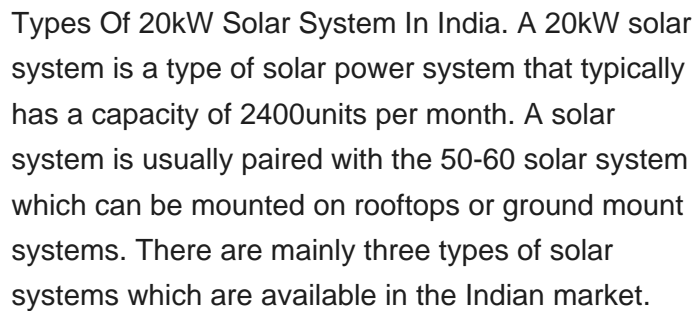 Types Of 20kW Solar System In India. A 20kW solar
system is a type of solar power system that typically
has a capacity of 2400units per month. A solar
system is usually paired with the 50-60 solar system
which can be mounted on rooftops or ground mount
systems. There are mainly three types of solar
systems which are available in the Indian market.